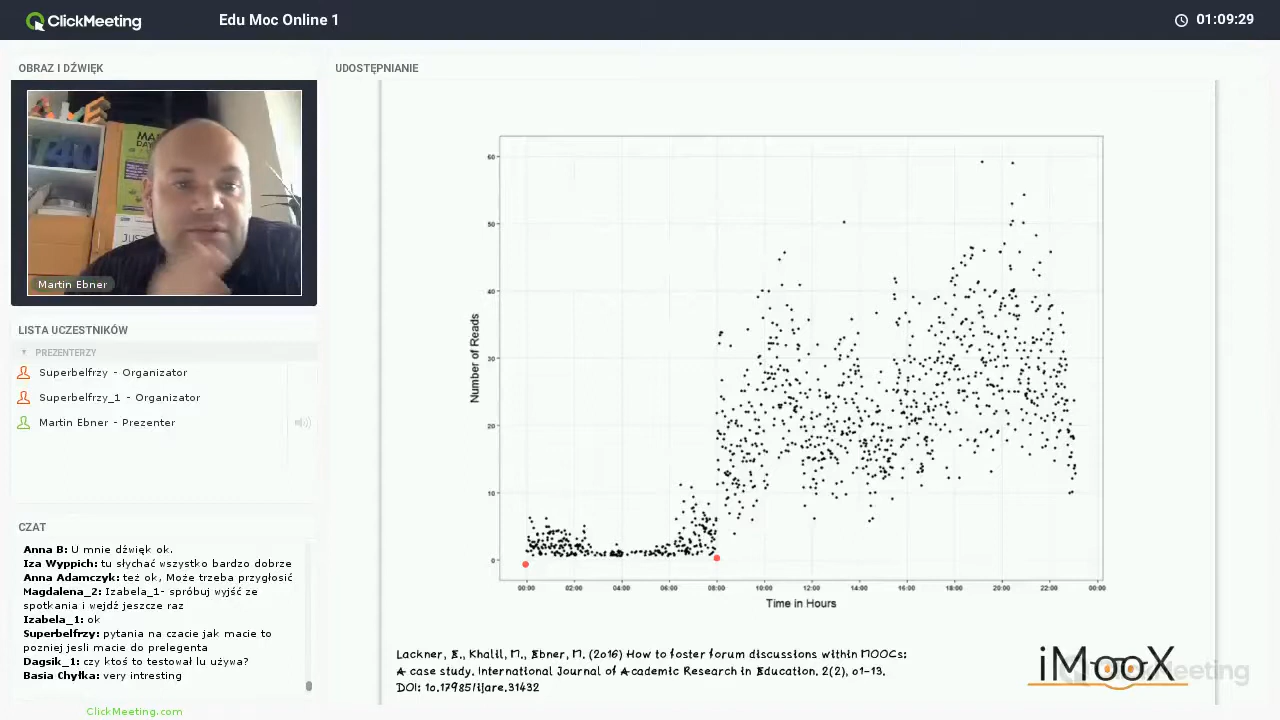 ClickMeeting
Edu Moc Online 1
01:09:29
OBRAZ I DŹWIĘK
UDOSTĘPNIANIE
Martin Ebner
LISTA UCZESTNIKÓW
PREZENTERZY
Superbelfrzy - Organizator
Superbelfrzy_1 - Organizator
Martin Ebner - Prezenter
CZAT
Anna B: U mnie dźwięk ok.
Iza Wyppich: tu słychać wszystko bardzo dobrze
Anna Adamczyk: też ok, Może trzeba przygłosić
Magdalena_2: Izabela_1- spróbuj wyjść ze
spotkania i wejdź jeszcze raz
Izabela_1: ok
Superbelfrzy: pytania na czacie jak macie to
pozniej jesli macie do prelegenta
Dagsik_1: czy ktoś to testował lu używa?
Basia Chyłka: very intresting
ClickMeeting.com
Number of Reads
60
50
40
30
20
10
0
00:00 02:00 04:00 06:00 08:00 10:00 12:00 14:00 16:00 18:00 20:00 22:00 00:00
Time in Hours
Lackner, E., Khalil, M., Ebner, M. (2016) How to foster forum discussions within MOOCs:
A case study. International Journal of Academic Research in Education, 2(2), 01-13.
DOI: 10.17985/ijare.31432
iMooX
ClickMeeting